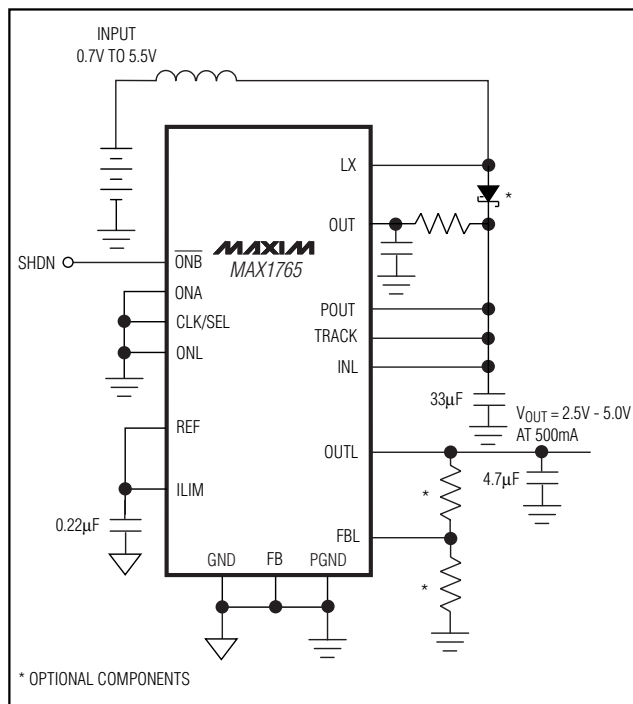 INPUT
0.7V TO 5.5V
LX
*
OUT
MAXIM
MAX1765
SHDN
ONB
ONA
CLK/SEL
ONL
POUT
TRACK
INL
33µF
VOUT = 2.5V - 5.0V
AT 500mA
REF
OUTL
4.7µF
*
ILIM
0.22µF
FBL
*
GND
FB
PGND
* OPTIONAL COMPONENTS